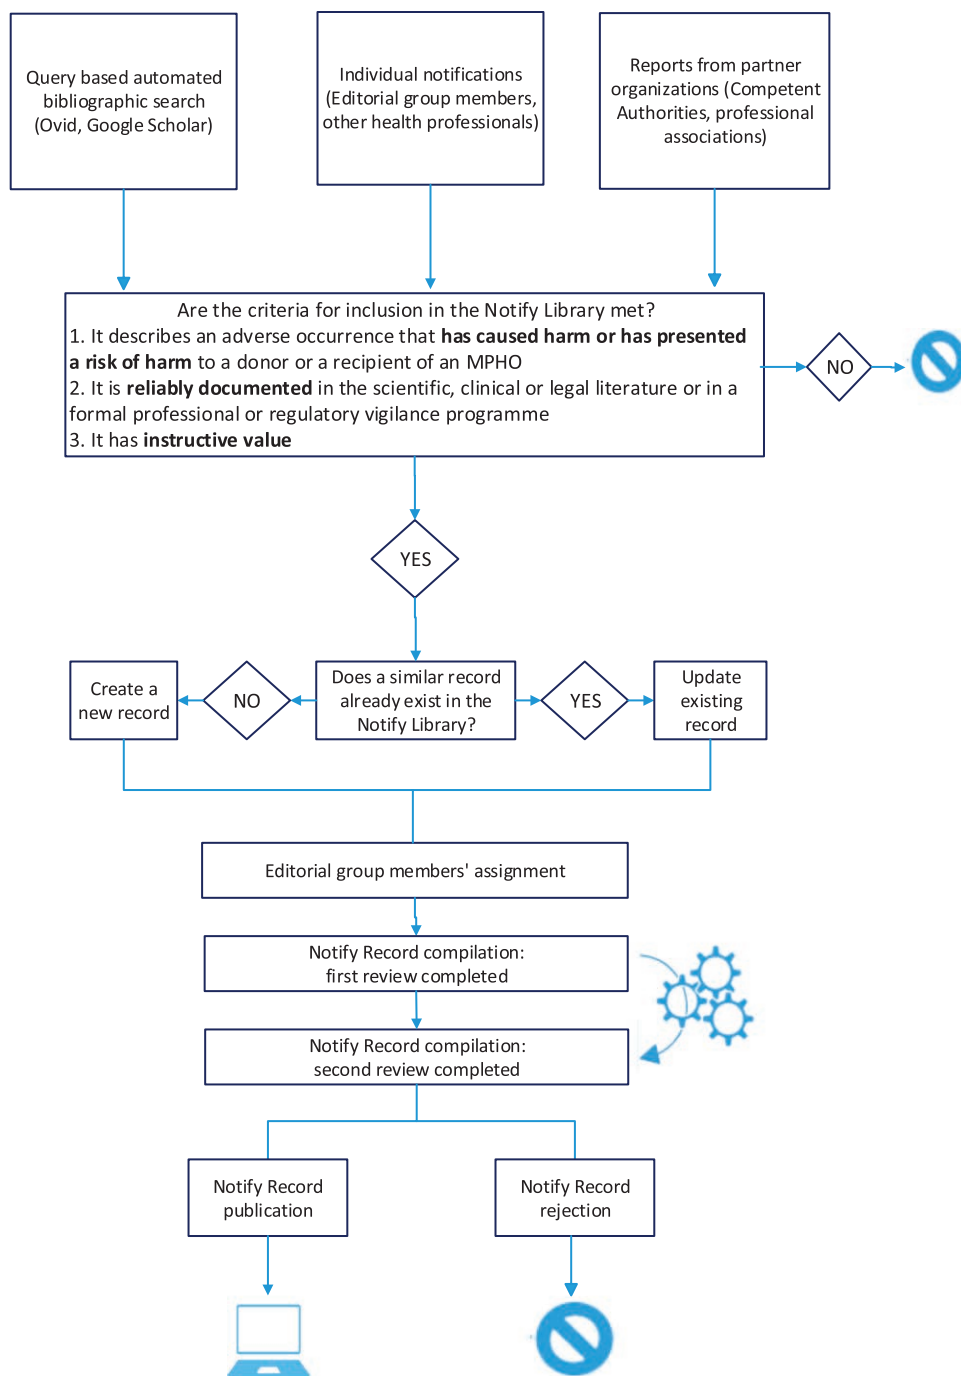 Query based automated
bibliographic search
(Ovid, Google Scholar)
Individual notifications
(Editorial group members,
other health professionals)
Reports from partner
organizations (Competent
Authorities, professional
associations)
Are the criteria for inclusion in the Notify Library met?
1. It describes an adverse occurrence that has caused harm or has presented
a risk of harm to a donor or a recipient of an MPHO
2. It is reliably documented in the scientific, clinical or legal literature or in a
formal professional or regulatory vigilance programme
3. It has instructive value
NO
YES
Create a
new record
NO
Does a similar record
already exist in the
Notify Library?
YES
Update
existing
record
Editorial group members' assignment
Notify Record compilation:
first review completed
Notify Record compilation:
second review completed
Notify Record
publication
Notify Record
rejection